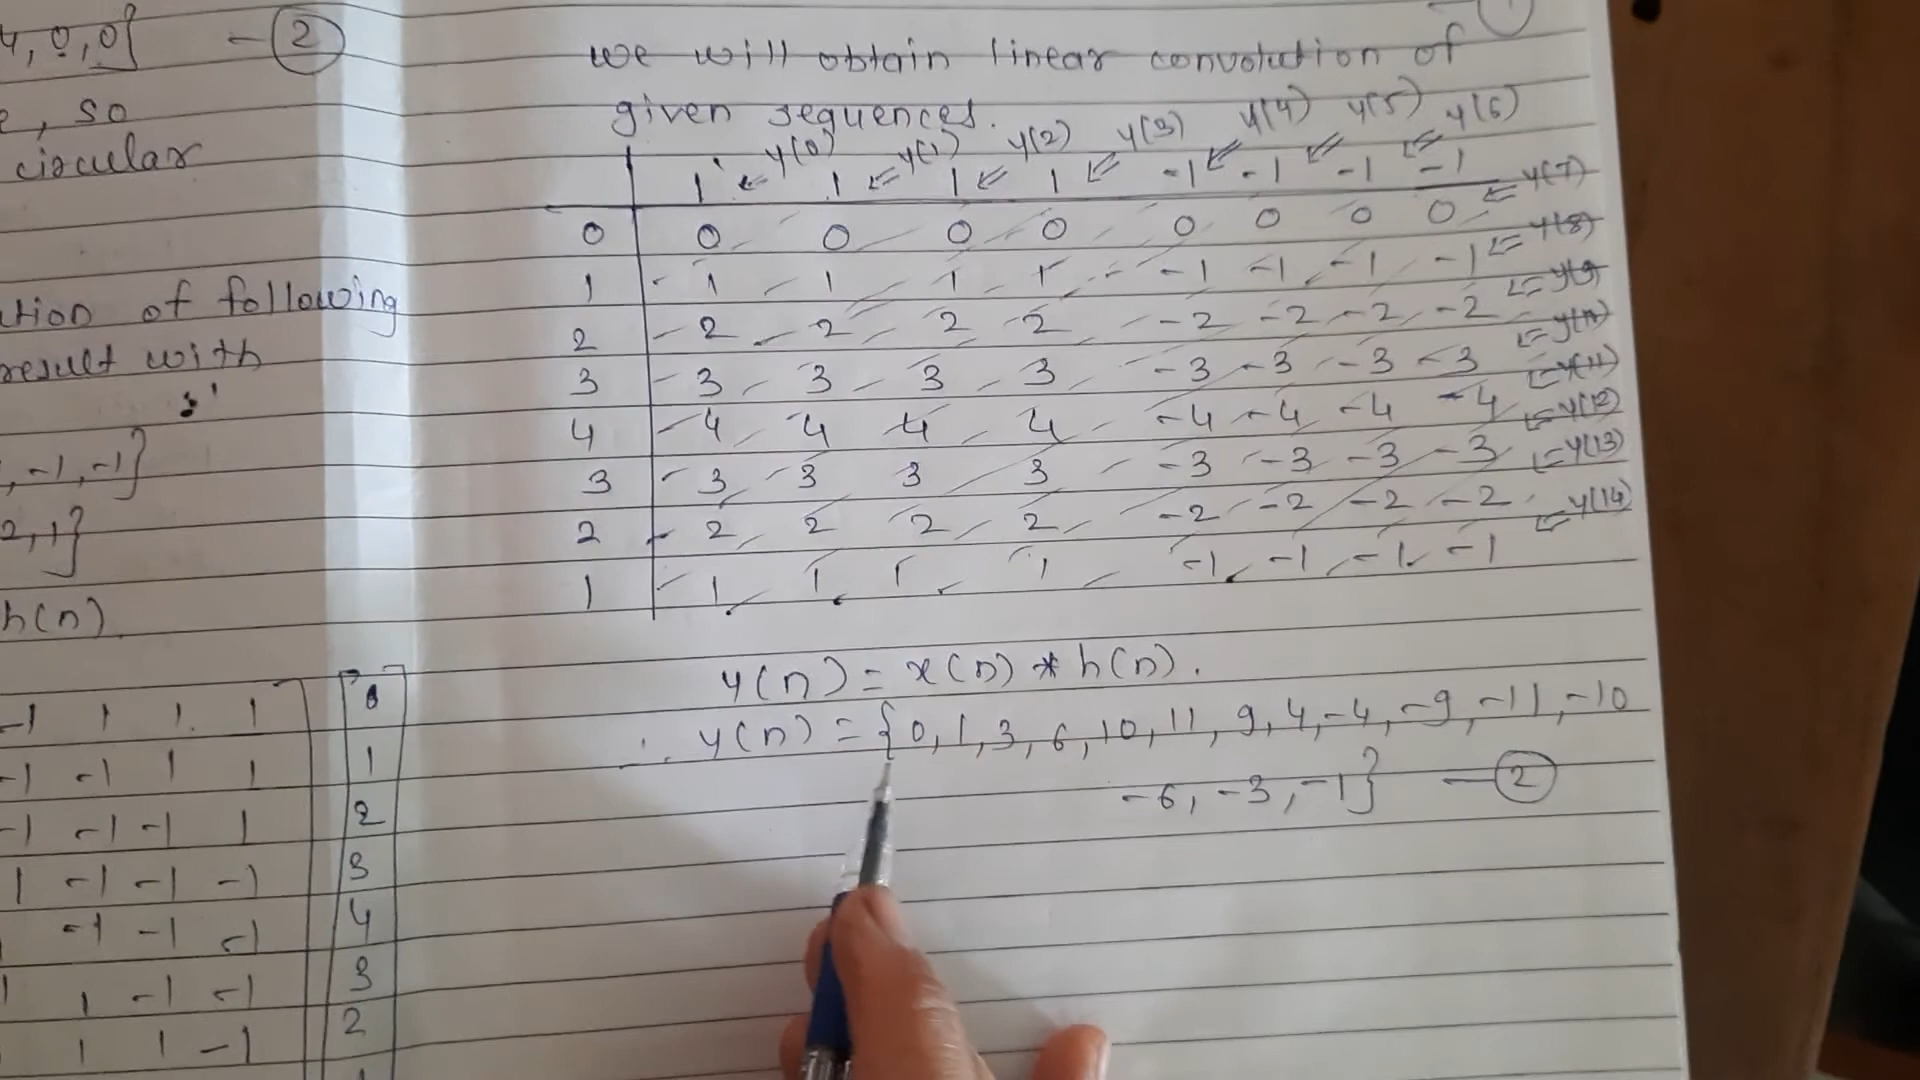 4, 0, 0} - 2
e, so
circular
ution of following
result with
, -1, -1}
2, 1}
h(n)
-1 1 1 1 0
-1 -1 1 1 1
-1 -1 -1 1 2
1 -1 -1 -1 3
-1 -1 -1 4
1 1 -1 -1 3
1 1 -1 2
we will obtain linear convolution of
given sequences.
y(0) y(1) y(2) y(3) y(4) y(5) y(6)
1 1 1 1 -1 -1 -1 -1 y(7)
0 0 0 0 0 0 0 0 0 y(8)
1 1 1 1 1 -1 -1 -1 -1 y(9)
2 2 2 2 2 -2 -2 -2 -2 y(10)
3 3 3 3 3 -3 -3 -3 -3 y(11)
4 4 4 4 4 -4 -4 -4 -4 y(12)
3 3 3 3 3 -3 -3 -3 -3 y(13)
2 2 2 2 2 -2 -2 -2 -2 y(14)
1 1 1 1 1 -1 -1 -1 -1
y(n) = x(n) * h(n).
∴ y(n) = {0, 1, 3, 6, 10, 11, 9, 4, -4, -9, -11, -10
-6, -3, -1} - 2